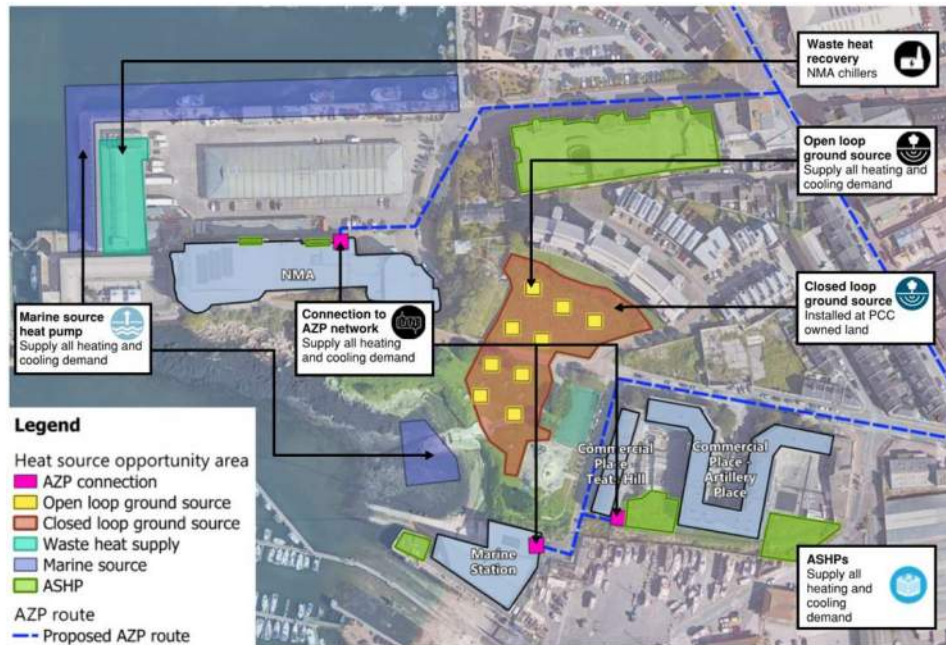 Waste heat
recovery
NMA chillers
Open loop
ground source
Supply all heating and
cooling demand
NMA
Closed loop
ground source
Installed at PCC
owned land
Marine source
heat pump
Supply all heating and
cooling demand
Connection to
AZP network
Supply all heating
and cooling demand
Commercial
Place -
Teat- Hill
Commercial
Place -
Artillery
Place
Marine
Station
ASHPs
Supply all
heating and
cooling
demand
Legend
Heat source opportunity area
AZP connection
Open loop ground source
Closed loop ground source
Waste heat supply
Marine source
ASHP
AZP route
Proposed AZP route